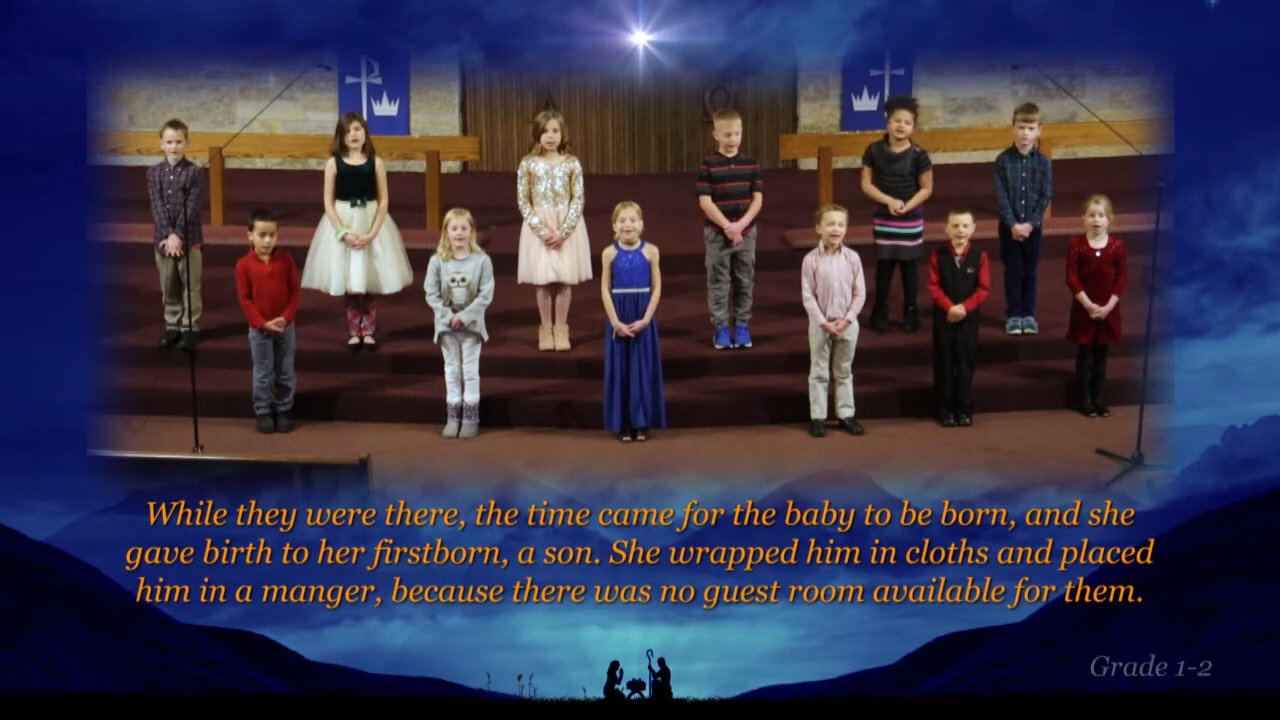 While they were there, the time came for the baby to be born, and she
gave birth to her firstborn, a son. She wrapped him in cloths and placed
him in a manger, because there was no guest room available for them.
Grade 1-2